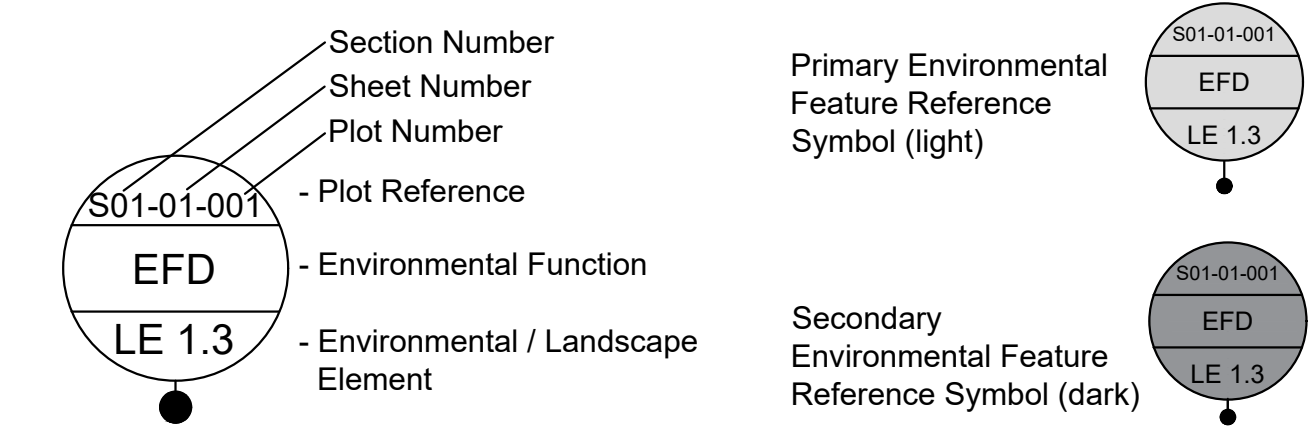 Section Number
Sheet Number
Plot Number
S01-01-001
- Plot Reference
EFD
- Environmental Function
LE 1.3
- Environmental / Landscape
Element
Primary Environmental
Feature Reference
Symbol (light)
S01-01-001
EFD
LE 1.3
Secondary
Environmental Feature
Reference Symbol (dark)
S01-01-001
EFD
LE 1.3